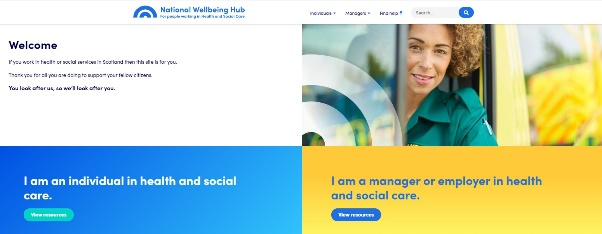 National Wellbeing Hub
For people working in Health and Social Care
Individuals
Managers
Find help
Search...
Welcome
If you work in health or social services in Scotland then this site is for you.
Thank you for all you are doing to support your fellow citizens.
You look after us, so we'll look after you.
I am an individual in health and social
care.
View resources
I am a manager or employer in health
and social care.
View resources